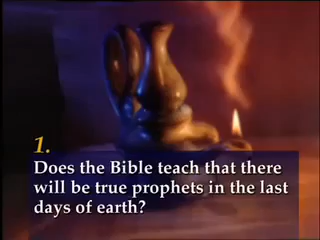 1.
Does the Bible teach that there
will be true prophets in the last
days of earth?